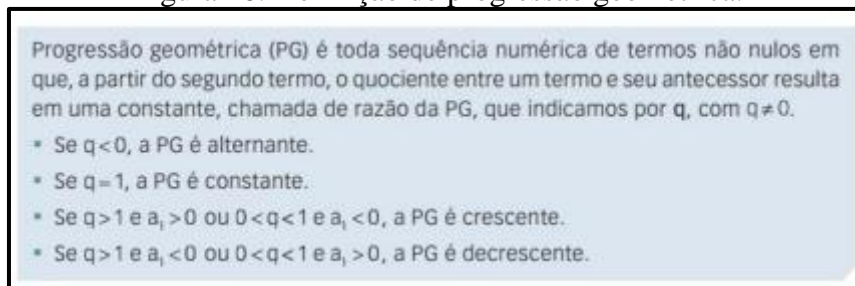 Progressão geométrica (PG) é toda sequência numérica de termos não nulos em
que, a partir do segundo termo, o quociente entre um termo e seu antecessor resulta
em uma constante, chamada de razão da PG, que indicamos por q, com q≠0.
• Se q<0, a PG é alternante.
• Se q=1, a PG é constante.
• Se q>1 e a₁>0 ou 0<q<1 e a₁<0, a PG é crescente.
• Se q>1 e a₁<0 ou 0<q<1 e a₁>0, a PG é decrescente.